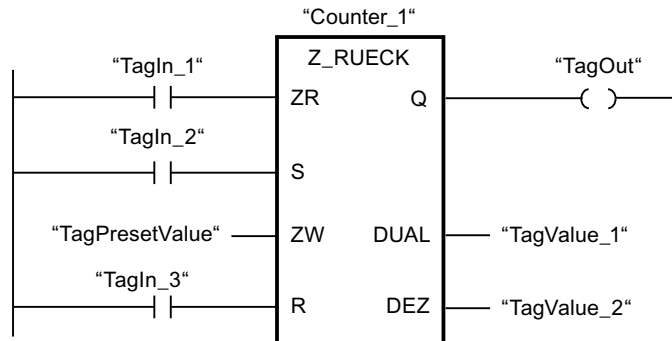 “Counter_1“
Z_RUECK
“TagIn_1“ ZR Q “TagOut“
“TagIn_2“ S
“TagPresetValue“ ZW DUAL “TagValue_1“
“TagIn_3“ R DEZ “TagValue_2“